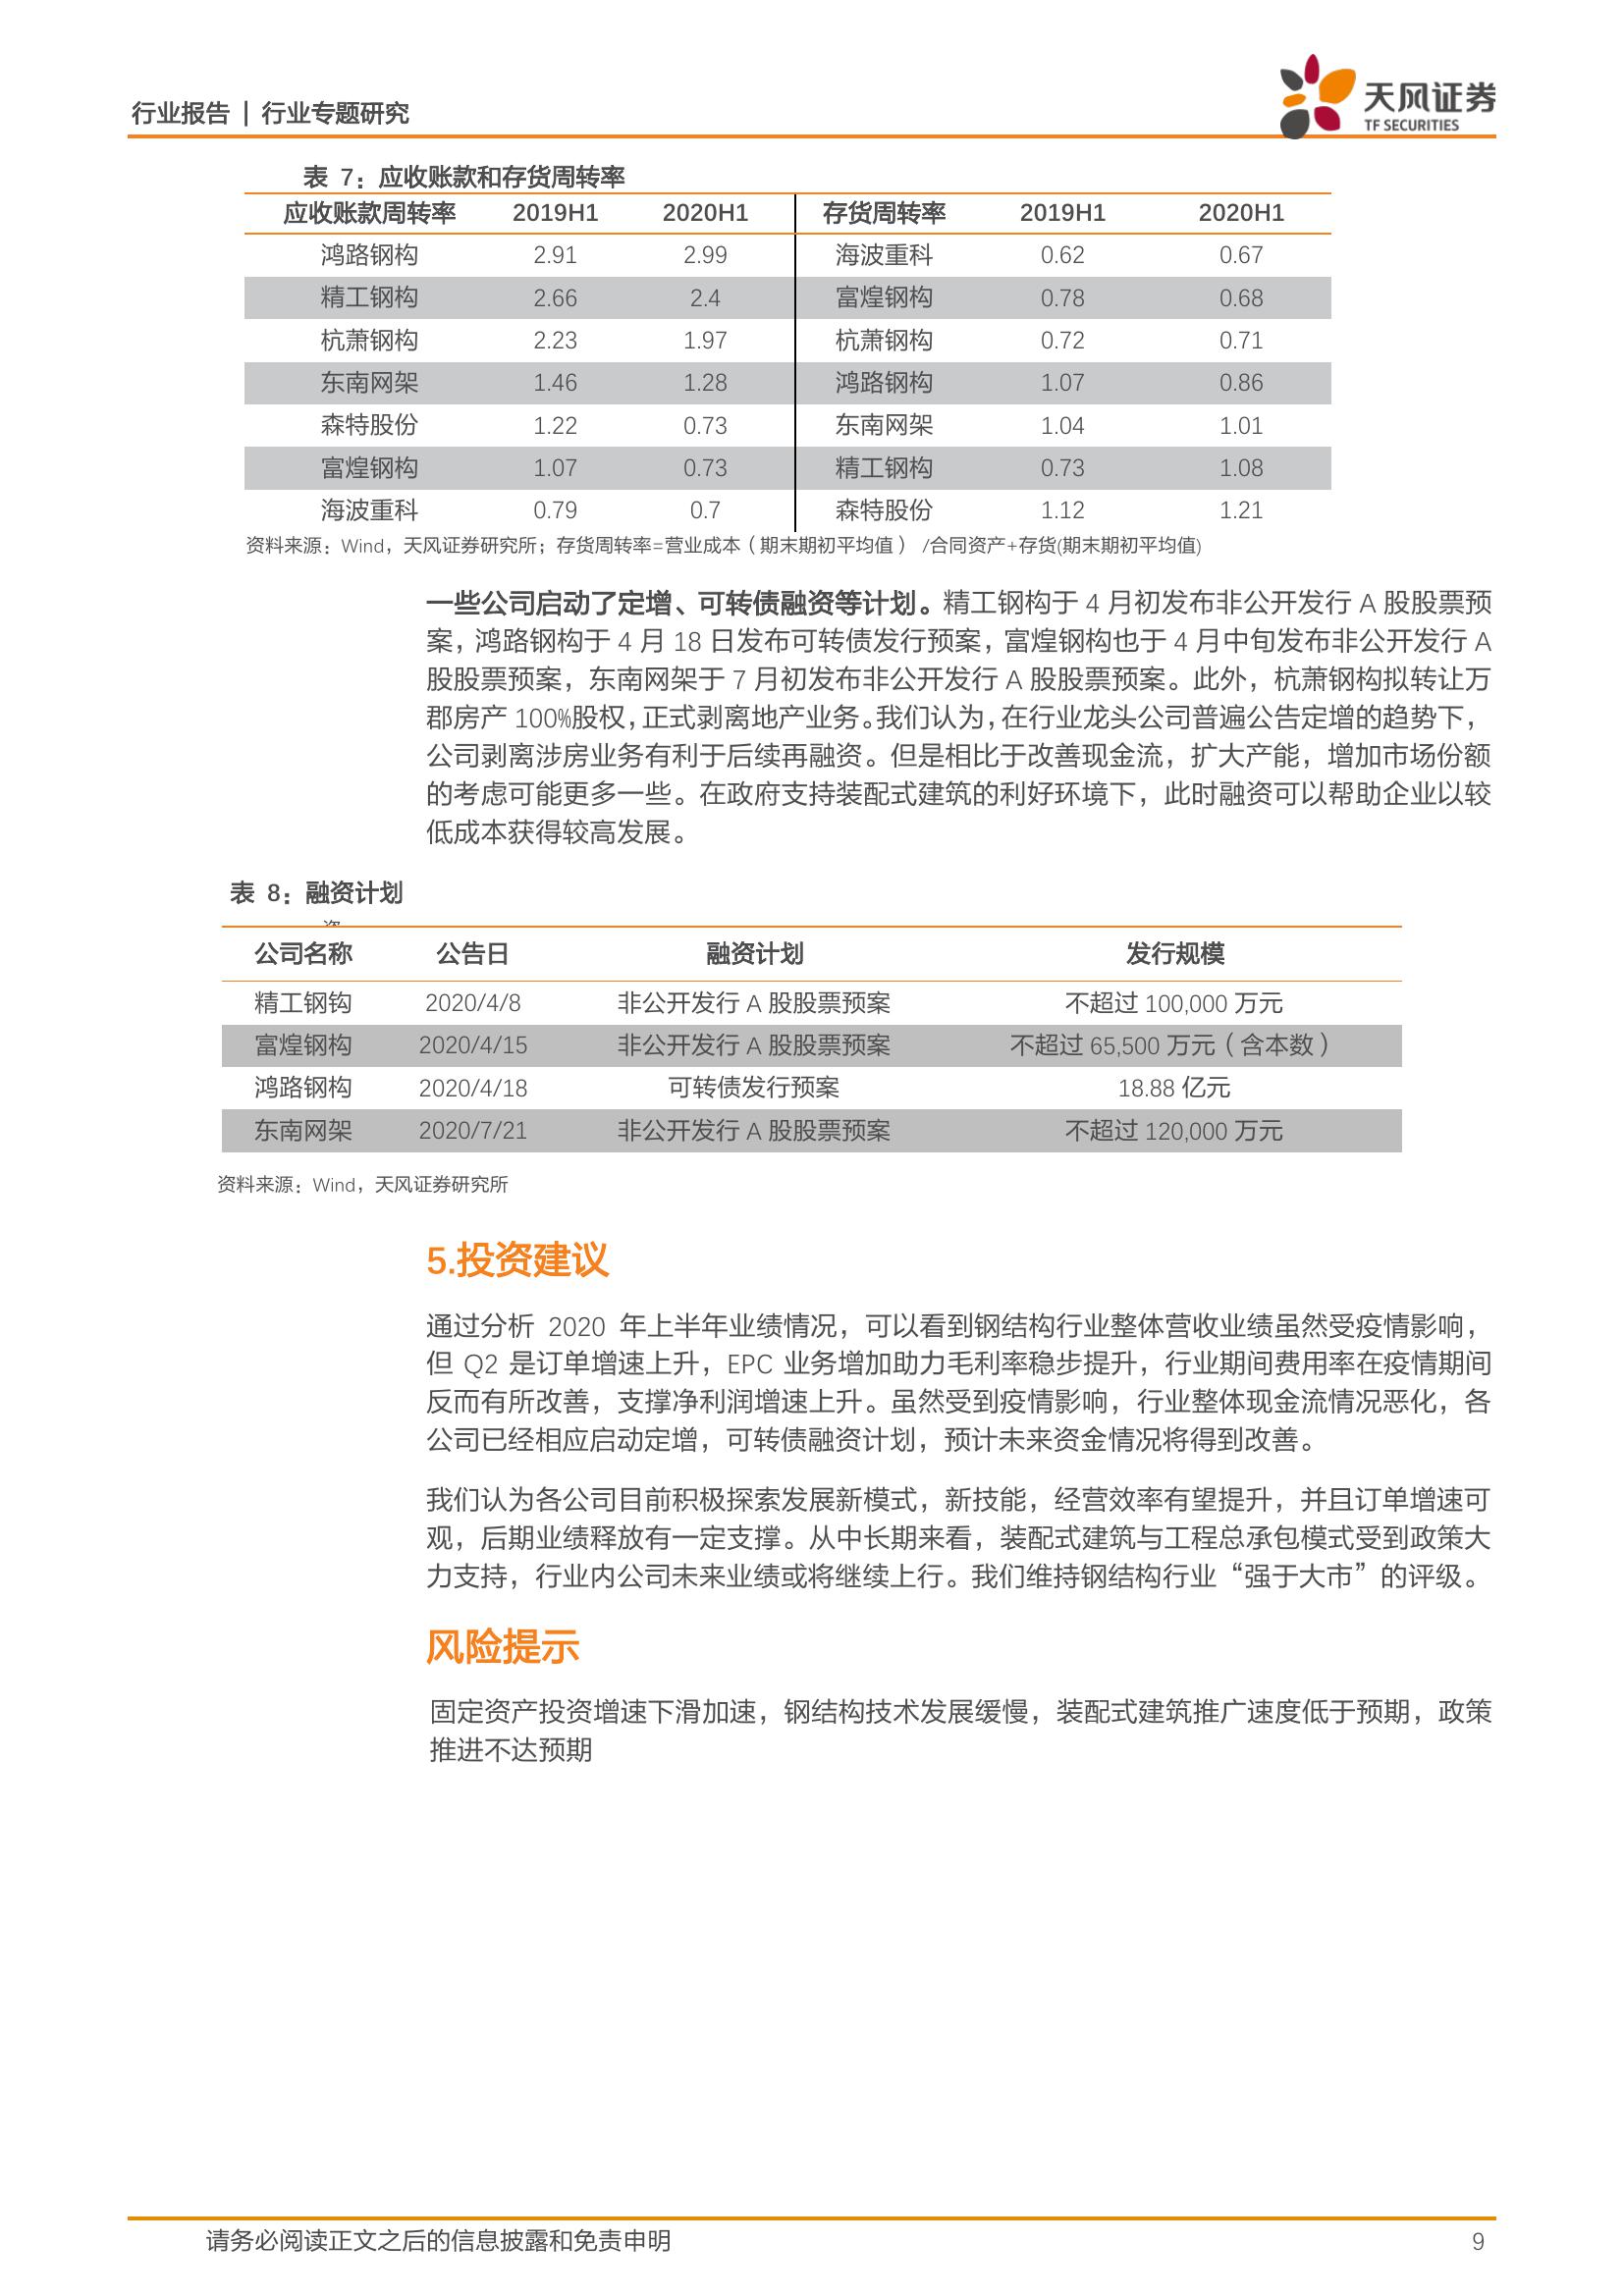 行业报告 | 行业专题研究
天风证券
TF SECURITIES
表 7：应收账款和存货周转率
应收账款周转率 2019H1 2020H1 存货周转率 2019H1 2020H1
鸿路钢构 2.91 2.99 海波重科 0.62 0.67
精工钢构 2.66 2.4 富煌钢构 0.78 0.68
杭萧钢构 2.23 1.97 杭萧钢构 0.72 0.71
东南网架 1.46 1.28 鸿路钢构 1.07 0.86
森特股份 1.22 0.73 东南网架 1.04 1.01
富煌钢构 1.07 0.73 精工钢构 0.73 1.08
海波重科 0.79 0.7 森特股份 1.12 1.21
资料来源：Wind，天风证券研究所；存货周转率=营业成本（期末期初平均值） /合同资产+存货(期末期初平均值)
一些公司启动了定增、可转债融资等计划。精工钢构于 4 月初发布非公开发行 A 股股票预
案，鸿路钢构于 4 月 18 日发布可转债发行预案，富煌钢构也于 4 月中旬发布非公开发行 A
股股票预案，东南网架于 7 月初发布非公开发行 A 股股票预案。此外，杭萧钢构拟转让万
郡房产 100%股权，正式剥离地产业务。我们认为，在行业龙头公司普遍公告定增的趋势下，
公司剥离涉房业务有利于后续再融资。但是相比于改善现金流，扩大产能，增加市场份额
的考虑可能更多一些。在政府支持装配式建筑的利好环境下，此时融资可以帮助企业以较
低成本获得较高发展。
表 8：融资计划
公司名称 公告日 融资计划 发行规模
精工钢钩 2020/4/8 非公开发行 A 股股票预案 不超过 100,000 万元
富煌钢构 2020/4/15 非公开发行 A 股股票预案 不超过 65,500 万元（含本数）
鸿路钢构 2020/4/18 可转债发行预案 18.88 亿元
东南网架 2020/7/21 非公开发行 A 股股票预案 不超过 120,000 万元
资料来源：Wind，天风证券研究所
5.投资建议
通过分析 2020 年上半年业绩情况，可以看到钢结构行业整体营收业绩虽然受疫情影响，
但 Q2 是订单增速上升，EPC 业务增加助力毛利率稳步提升，行业期间费用率在疫情期间
反而有所改善，支撑净利润增速上升。虽然受到疫情影响，行业整体现金流情况恶化，各
公司已经相应启动定增，可转债融资计划，预计未来资金情况将得到改善。
我们认为各公司目前积极探索发展新模式，新技能，经营效率有望提升，并且订单增速可
观，后期业绩释放有一定支撑。从中长期来看，装配式建筑与工程总承包模式受到政策大
力支持，行业内公司未来业绩或将继续上行。我们维持钢结构行业“强于大市”的评级。
风险提示
固定资产投资增速下滑加速，钢结构技术发展缓慢，装配式建筑推广速度低于预期，政策
推进不达预期
请务必阅读正文之后的信息披露和免责申明 9